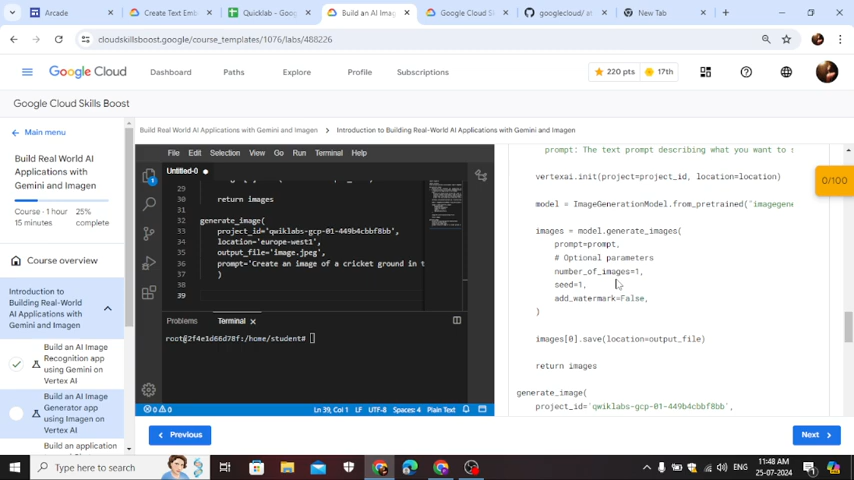 Arcade
Create Text Emb
Quicklab - Goo
Build an AI Imag
Google Cloud Sk
googlecloud/ at
New Tab
cloudskillsboost.google/course_templates/1076/labs/488226
Google Cloud
Dashboard
Paths
Explore
Profile
Subscriptions
220 pts
17th
Google Cloud Skills Boost
Main menu
Build Real World AI
Applications with
Gemini and Imagen
Course · 1 hour
15 minutes
25%
complete
Course overview
Introduction to
Building Real-World
AI Applications with
Gemini and Imagen
Build an AI Image
Recognition app
using Gemini on
Vertex AI
Build an AI Image
Generator app
using Imagen on
Vertex AI
Build an application
Build Real World AI Applications with Gemini and Imagen
Introduction to Building Real-World AI Applications with Gemini and Imagen
File Edit Selection View Go Run Terminal Help
Untitled-0
29
30 return images
31
32 generate_image(
33 project_id='qwiklabs-gcp-01-449b4cbbf8bb',
34 location='europe-west1',
35 output_file='image.jpeg',
36 prompt='Create an image of a cricket ground in t
37 )
38
39
Problems Terminal
root@2f4e1d66d78f:/home/student#
0 0
Ln 39, Col 1 LF UTF-8 Spaces: 4 Plain Text
prompt: The text prompt describing what you want to s
vertexai.init(project=project_id, location=location)
model = ImageGenerationModel.from_pretrained('imagegene
images = model.generate_images(
prompt=prompt,
# Optional parameters
number_of_images=1,
seed=1,
add_watermark=False,
)
images[0].save(location=output_file)
return images
generate_image(
project_id='qwiklabs-gcp-01-449b4cbbf8bb',
0/100
Previous
Next
Type here to search
ENG
11:48 AM
25-07-2024